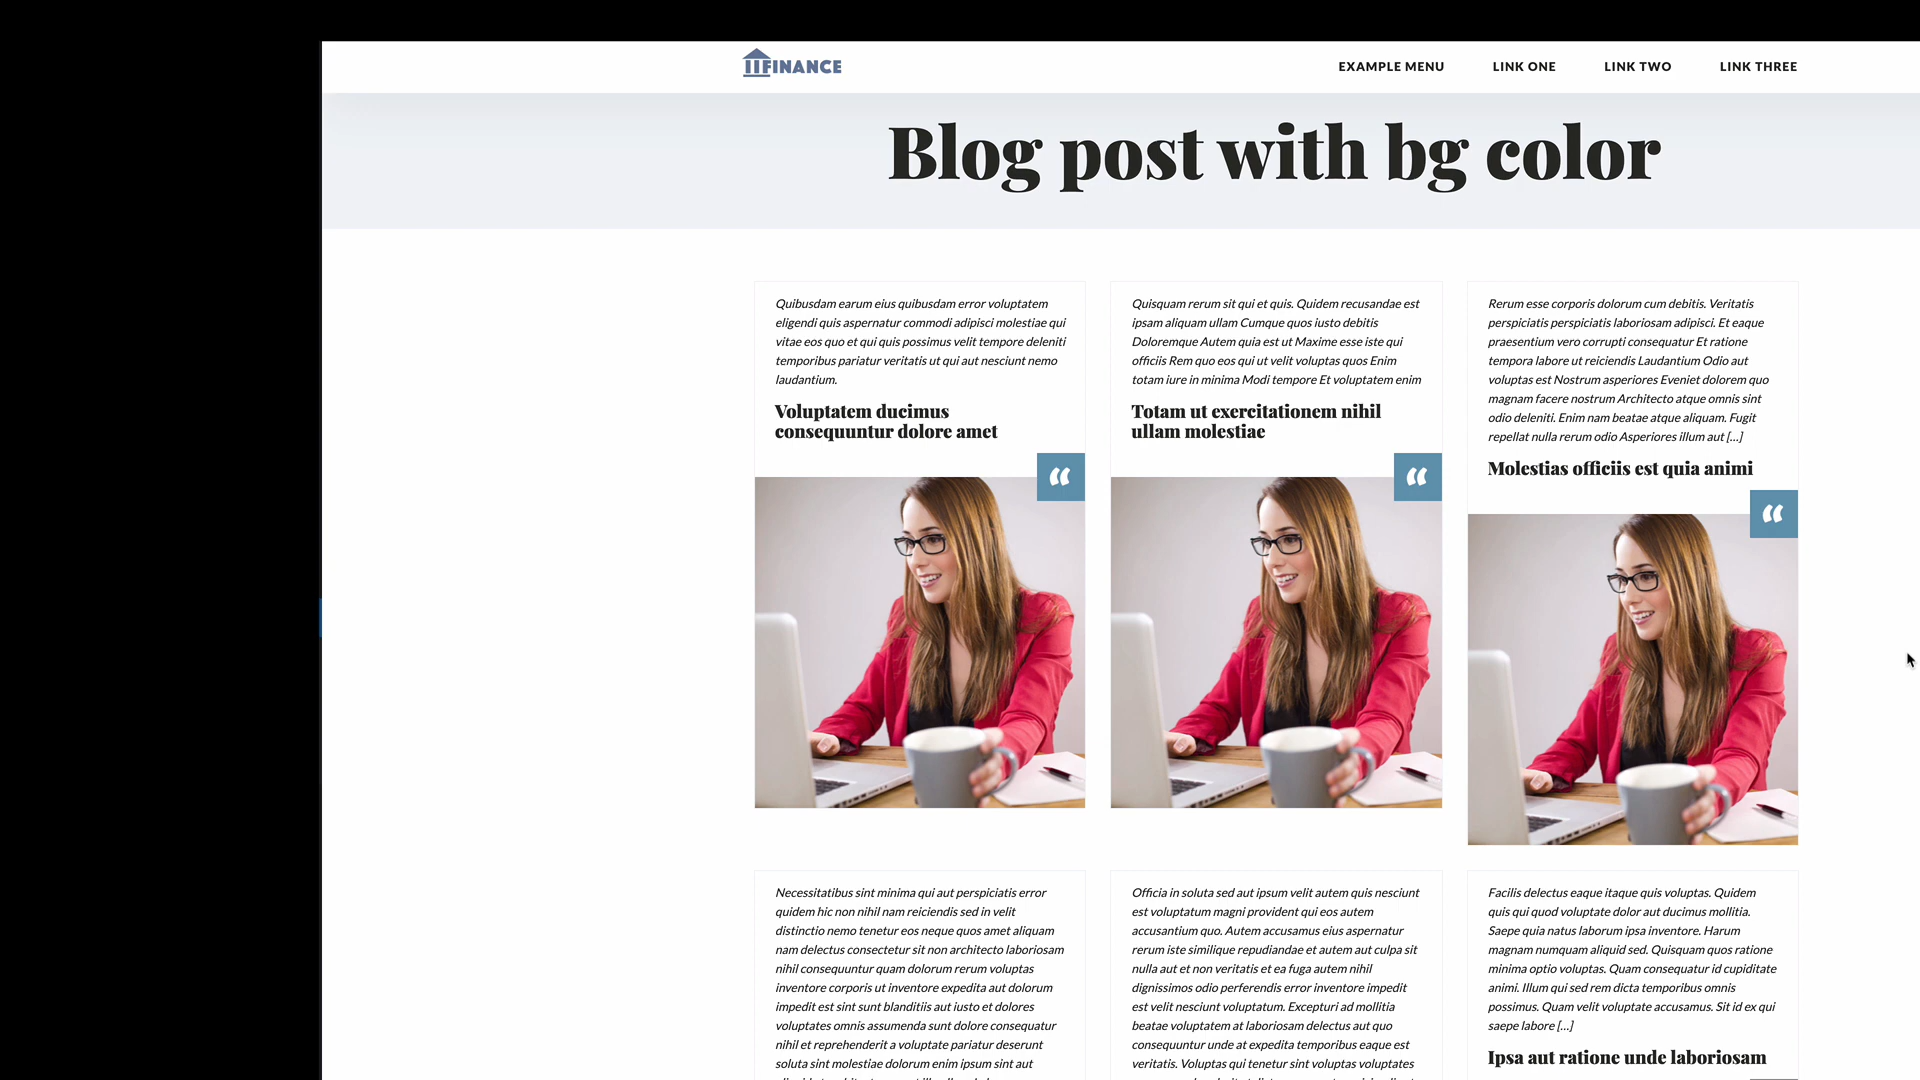 FINANCE
EXAMPLE MENU
LINK ONE
LINK TWO
LINK THREE
Blog post with bg color
Quibusdam earum eius quibusdam error voluptatem
eligendi quis aspernatur commodi adipisci molestiae qui
vitae eos quo et qui quis possimus velit tempore deleniti
temporibus pariatur veritatis ut qui aut nesciunt nemo
laudantium.
Voluptatem ducimus
consequuntur dolore amet
“
Quisquam rerum sit qui et quis. Quidem recusandae est
ipsam aliquam ullam Cumque quos iusto debitis
Doloremque Autem quia est ut Maxime esse iste qui
officiis Rem quo eos qui ut velit voluptas quos Enim
totam iure in minima Modi tempore Et voluptatem enim
Totam ut exercitationem nihil
ullam molestiae
“
Rerum esse corporis dolorum cum debitis. Veritatis
perspiciatis perspiciatis laboriosam adipisci. Et eaque
praesentium vero corrupti consequatur Et ratione
tempora labore ut reiciendis Laudantium Odio aut
voluptas est Nostrum asperiores Eveniet dolorem quo
magnam facere nostrum Architecto atque omnis sint
odio deleniti. Enim nam beatae atque aliquam. Fugit
repellat nulla rerum odio Asperiores illum aut [...]
Molestias officiis est quia animi
“
Necessitatibus sint minima qui aut perspiciatis error
quidem hic non nihil nam reiciendis sed in velit
distinctio nemo tenetur eos neque quos amet aliquam
nam delectus consectetur sit non architecto laboriosam
nihil consequuntur quam dolorum rerum voluptas
inventore corporis ut inventore expedita aut dolorum
impedit est sint sunt blanditiis aut iusto et dolores
voluptates omnis assumenda sunt dolore consequatur
nihil et reprehenderit a voluptate pariatur deserunt
soluta sint molestiae dolorum enim ipsum sint aut
Officia in soluta sed aut ipsum velit autem quis nesciunt
est voluptatum magni provident qui eos autem
accusantium quo. Autem accusamus eius aspernatur
rerum iste similique repudiandae et autem aut culpa sit
nulla aut et non veritatis et ea fuga autem nihil
dignissimos odio perferendis error inventore impedit
est velit nesciunt voluptatum. Excepturi ad mollitia
beatae voluptatem at laboriosam delectus aut quo
consequuntur unde at expedita temporibus eaque est
veritatis. Voluptas qui tenetur sint voluptas voluptates
Facilis delectus eaque itaque quis voluptas. Quidem
quis qui quod voluptate dolor aut ducimus mollitia.
Saepe quia natus laborum ipsa inventore. Harum
magnam numquam aliquid sed. Quisquam quos ratione
minima optio voluptas. Quam consequatur id cupiditate
animi. Illum qui sed rem dicta temporibus omnis
possimus. Quam velit voluptate accusamus. Sit id ex qui
saepe labore [...]
Ipsa aut ratione unde laboriosam